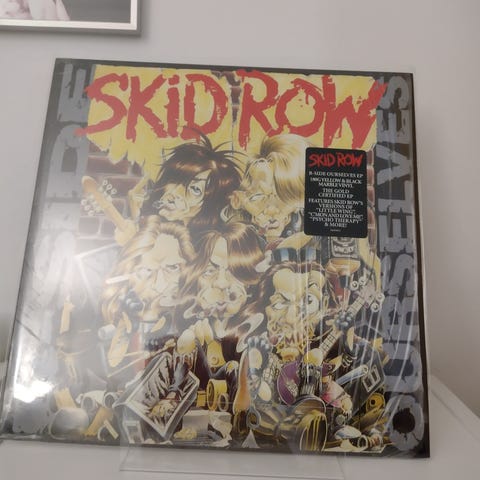 SKID ROW
SKID ROW
B-SIDE OURSELVES EP
180G YELLOW & BLACK
MARBLE VINYL
THE GOLD
CERTIFIED EP
FEATURES SKID ROW'S
VERSIONS OF
"LITTLE WING",
"C'MON AND LOVE ME"
"PSYCHO THERAPY"
& MORE!
OURSELVES